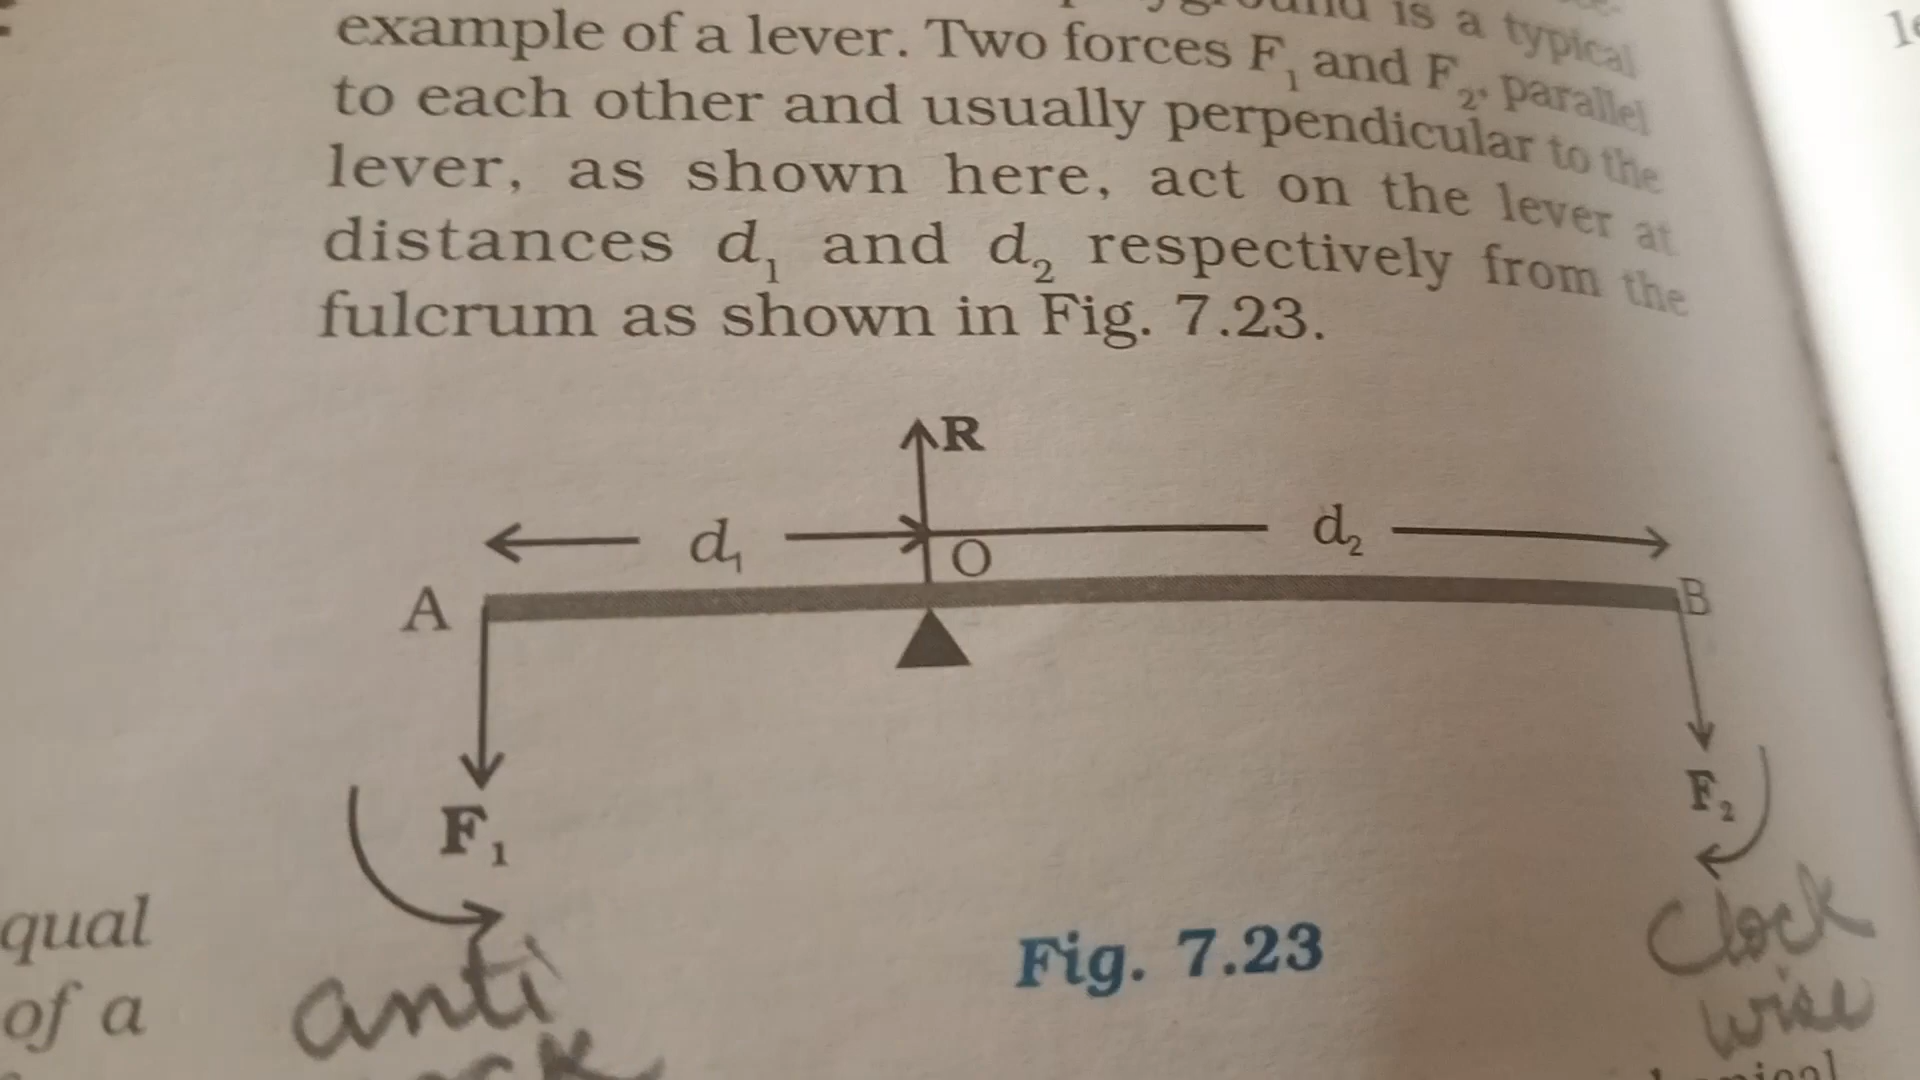 is a typical
example of a lever. Two forces F₁ and F₂, parallel
to each other and usually perpendicular to the
lever, as shown here, act on the lever at
distances d₁ and d₂ respectively from the
fulcrum as shown in Fig. 7.23.
R
d₁
d₂
O
A
B
F₁
F₂
Fig. 7.23
anti
Clock
wise
qual
of a